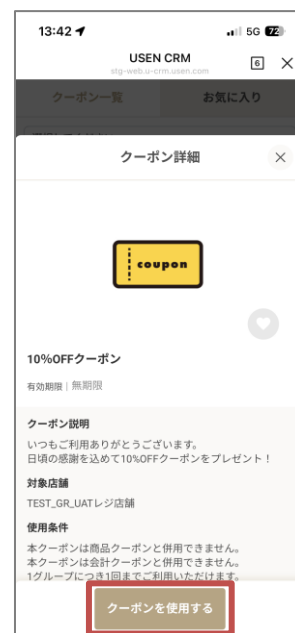 13:42
5G 72
USEN CRM
stg-web.u-crm.usen.com
6
クーポン一覧
お気に入り
クーポン詳細
coupon
10%OFFクーポン
有効期限｜無期限
クーポン説明
いつもご利用ありがとうございます。
日頃の感謝を込めて10%OFFクーポンをプレゼント！
対象店舗
TEST_GR_UATレジ店舗
使用条件
本クーポンは商品クーポンと併用できません。
本クーポンは会計クーポンと併用できません。
1グループにつき1回までご利用いただけます。
クーポンを使用する